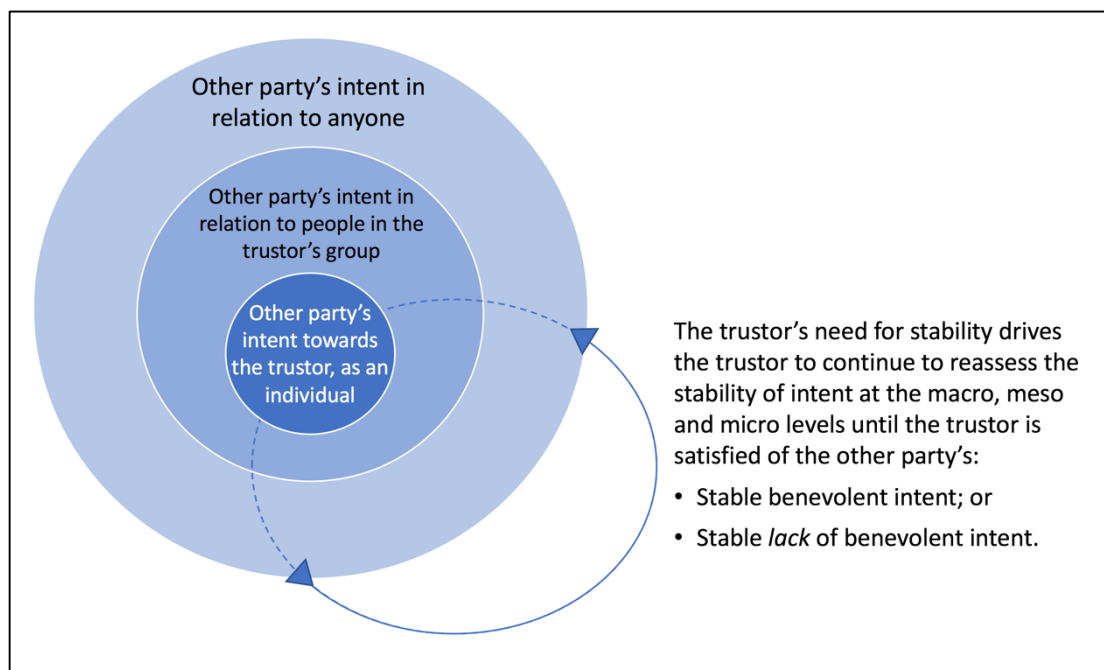 Other party’s intent in
relation to anyone
Other party’s intent in
relation to people in the
trustor’s group
Other party’s
intent towards
the trustor, as an
individual
The trustor’s need for stability drives
the trustor to continue to reassess the
stability of intent at the macro, meso
and micro levels until the trustor is
satisfied of the other party’s:
• Stable benevolent intent; or
• Stable lack of benevolent intent.